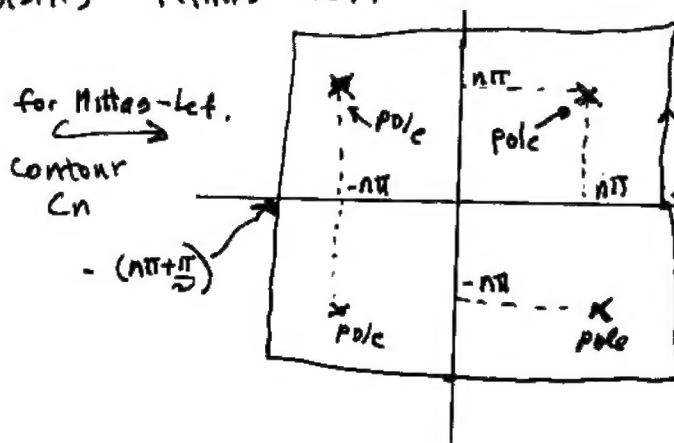 for Mittag-Lef.
contour
Cn
- (nπ+π/2)
nπ
pole
pole
-nπ
nπ
-nπ
pole
pole